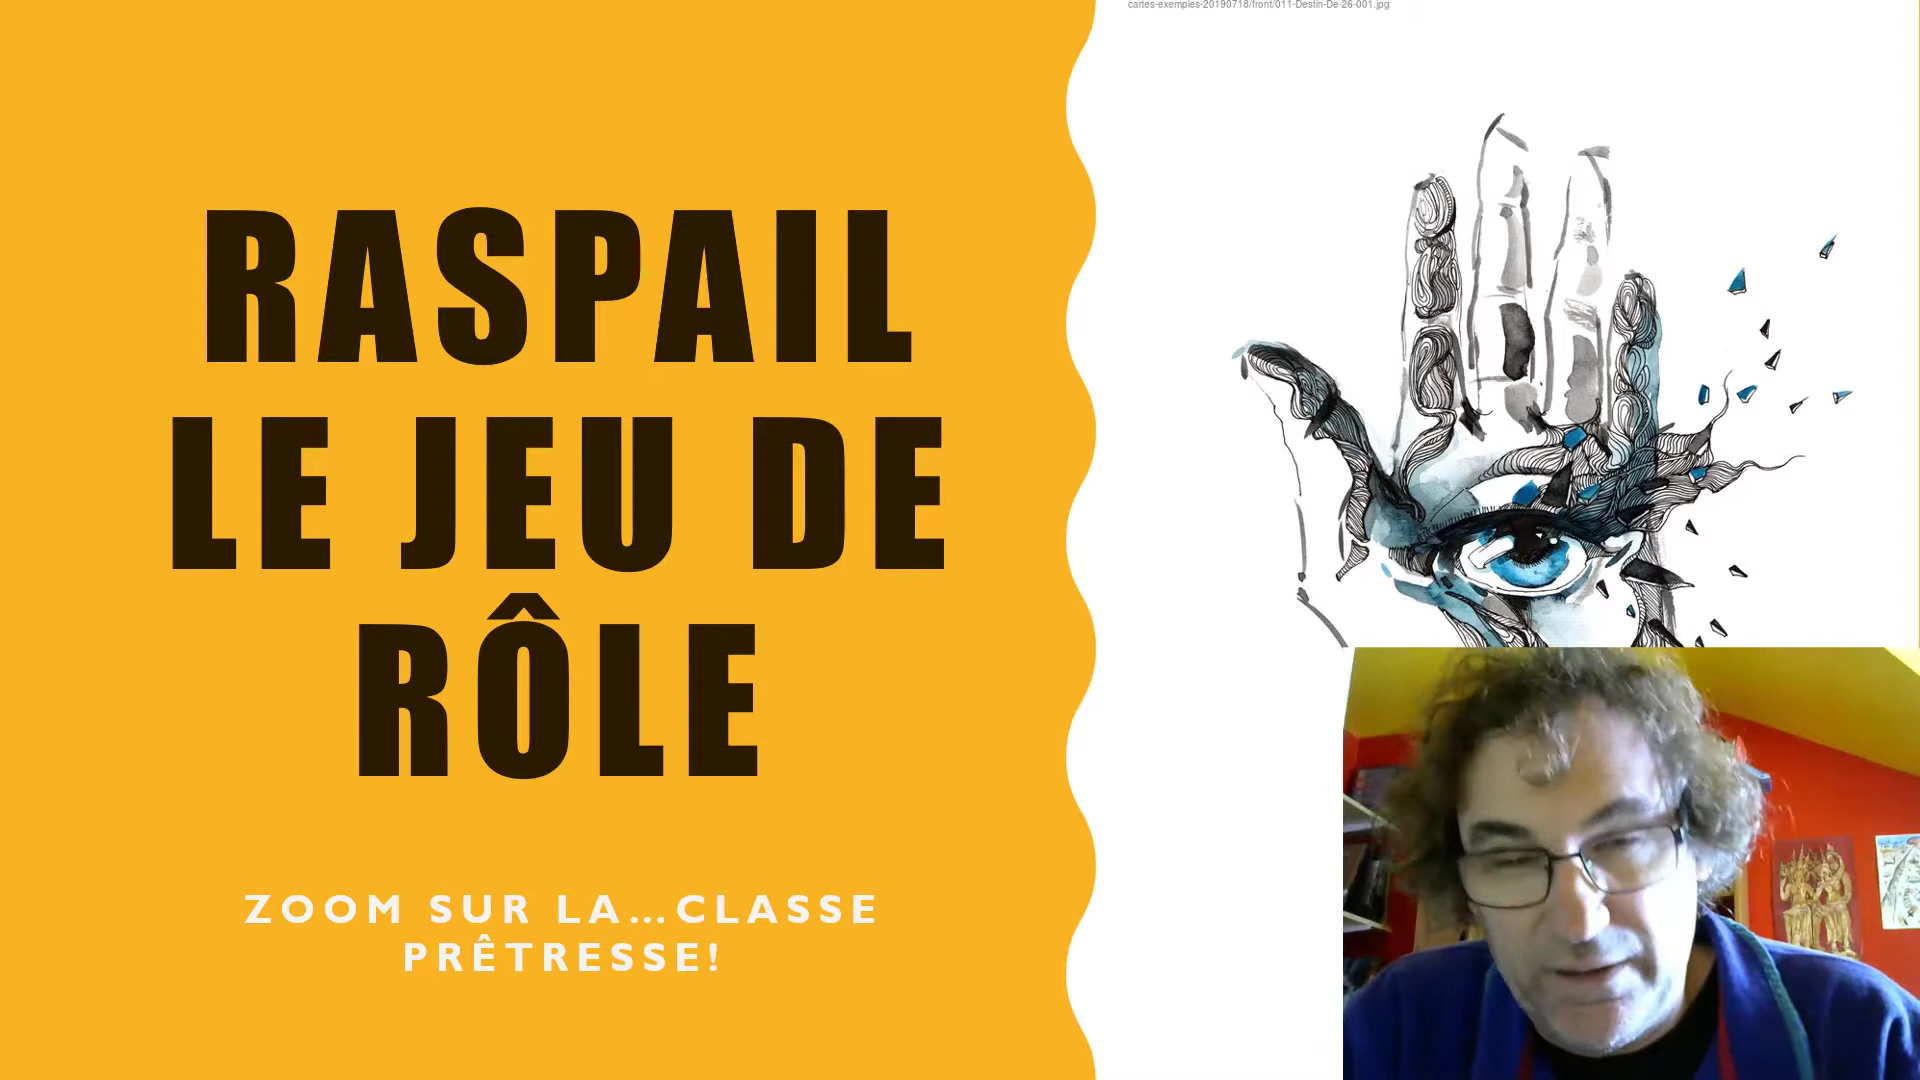 cartes-exemples-20190718/front/011-Destin-De-26-001.jpg
RASPAIL
LE JEU DE
RÔLE
ZOOM SUR LA...CLASSE
PRÊTRESSE!